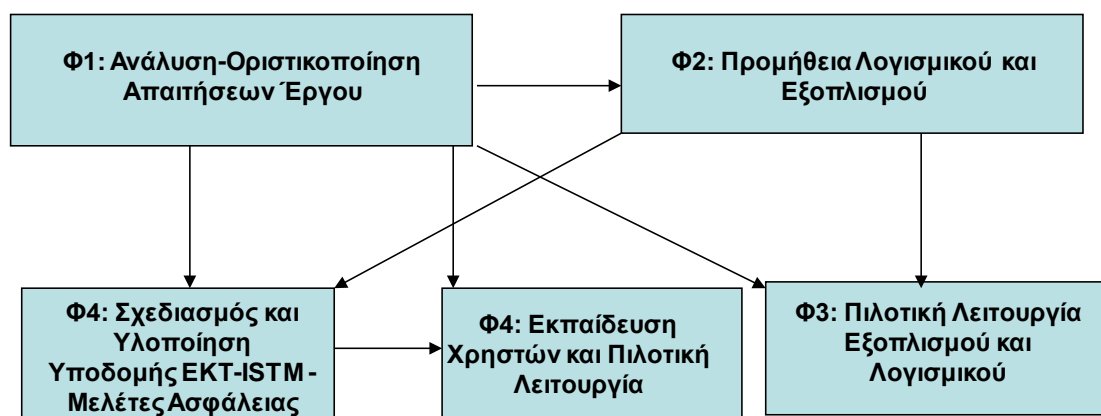 Φ1: Ανάλυση-Οριστικοποίηση
Απαιτήσεων Έργου
Φ2: Προμήθεια Λογισμικού και
Εξοπλισμού
Φ4: Σχεδιασμός και
Υλοποίηση
Υποδομής ΕΚΤ-ISTM -
Μελέτες Ασφάλειας
Φ4: Εκπαίδευση
Χρηστών και Πιλοτική
Λειτουργία
Φ3: Πιλοτική Λειτουργία
Εξοπλισμού και
Λογισμικού